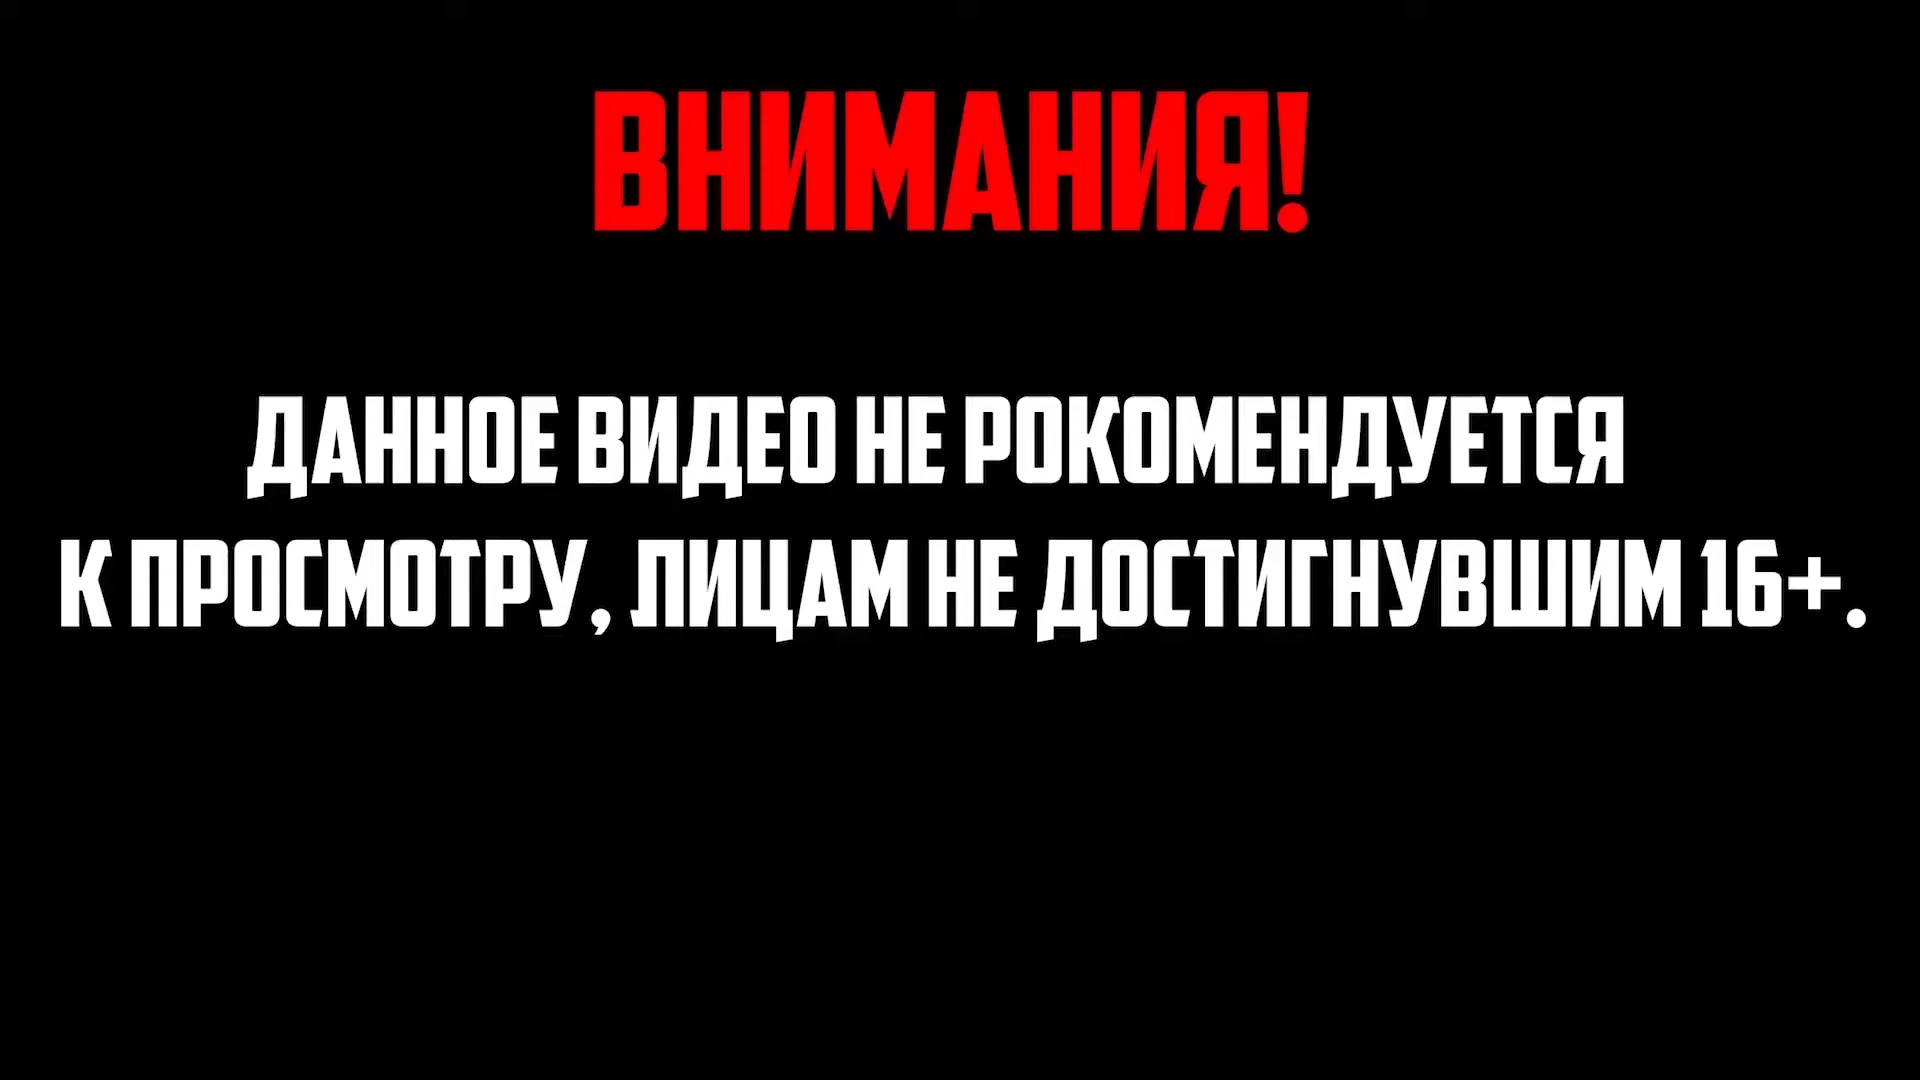 ВНИМАНИЯ!
ДАННОЕ ВИДЕО НЕ РОКОМЕНДУЕТСЯ
К ПРОСМОТРУ, ЛИЦАМ НЕ ДОСТИГНУВШИМ 16+.